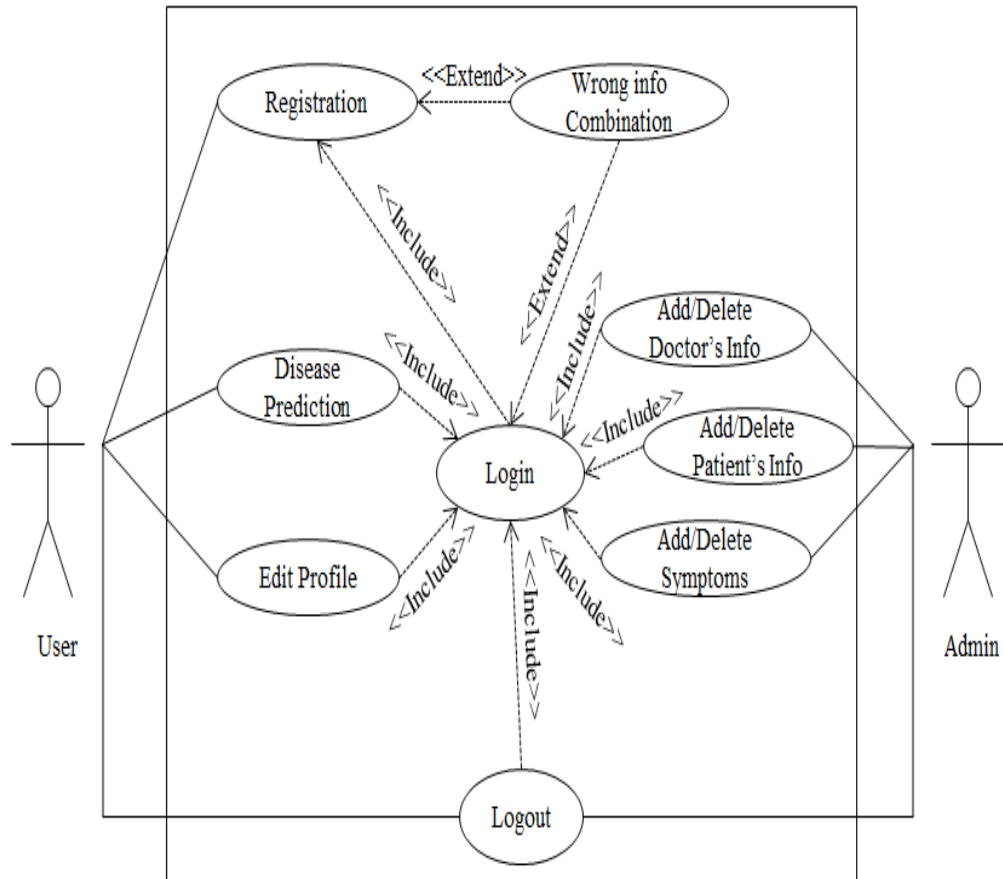 <<Extend>>
Registration
Wrong info
Combination
<<Include>>
<<Extend>>
<<Include>>
Add/Delete
Doctor's Info
<<Include>>
Disease
Prediction
<<Include>>
Add/Delete
Patient's Info
Login
Edit Profile
<<Include>>
<<Include>>
<<Include>>
Add/Delete
Symptoms
User
Admin
Logout